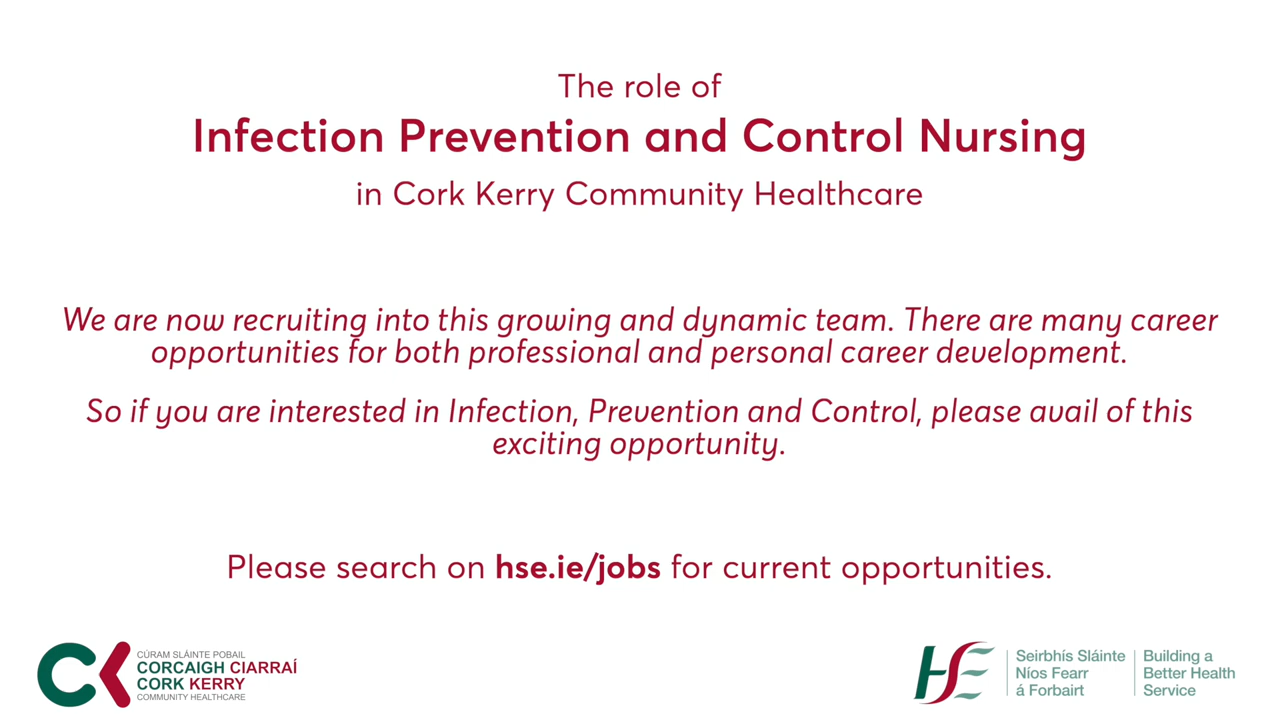 The role of
Infection Prevention and Control Nursing
in Cork Kerry Community Healthcare
We are now recruiting into this growing and dynamic team. There are many career
opportunities for both professional and personal career development.
So if you are interested in Infection, Prevention and Control, please avail of this
exciting opportunity.
Please search on hse.ie/jobs for current opportunities.
CK
CÚRAM SLÁINTE POBAIL
CORCAIGH CIARRAÍ
CORK KERRY
COMMUNITY HEALTHCARE
HSE
Seirbhís Sláinte
Níos Fearr
á Forbairt
Building a
Better Health
Service